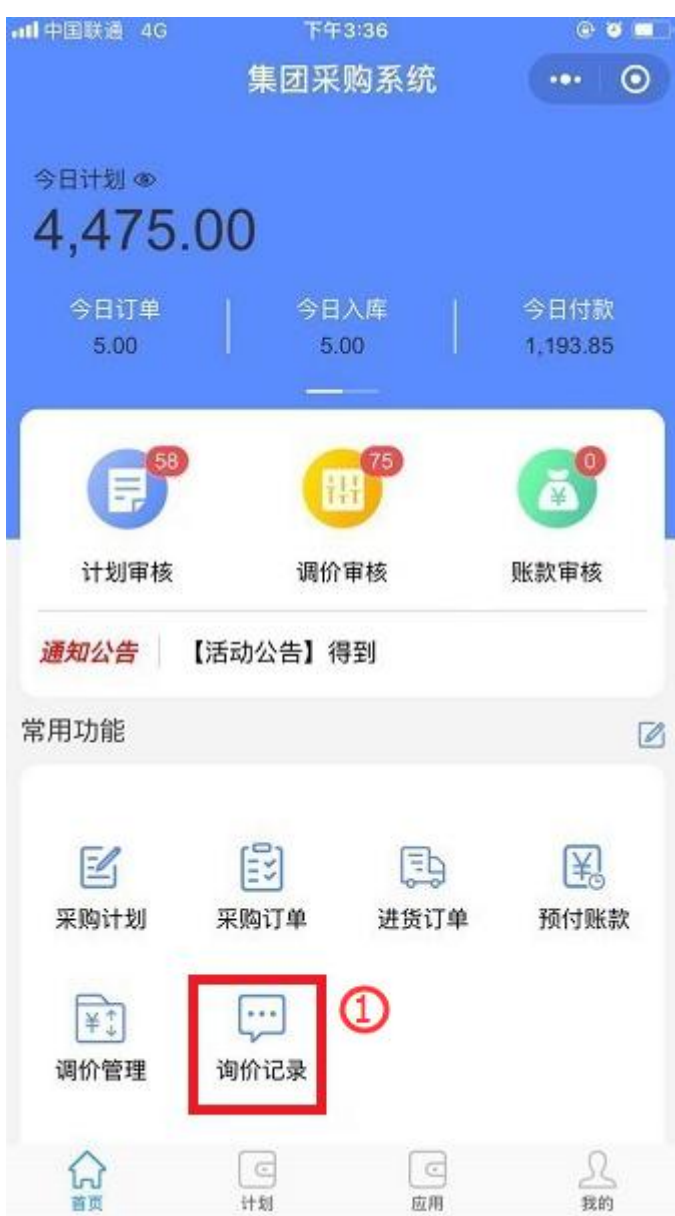 中国联通 4G 下午3:36
集团采购系统
今日计划
4,475.00
今日订单 今日入库 今日付款
5.00 5.00 1,193.85
58 75 0
计划审核 调价审核 账款审核
通知公告 【活动公告】得到
常用功能
采购计划 采购订单 进货订单 预付账款
①
调价管理 询价记录
首页 计划 应用 我的